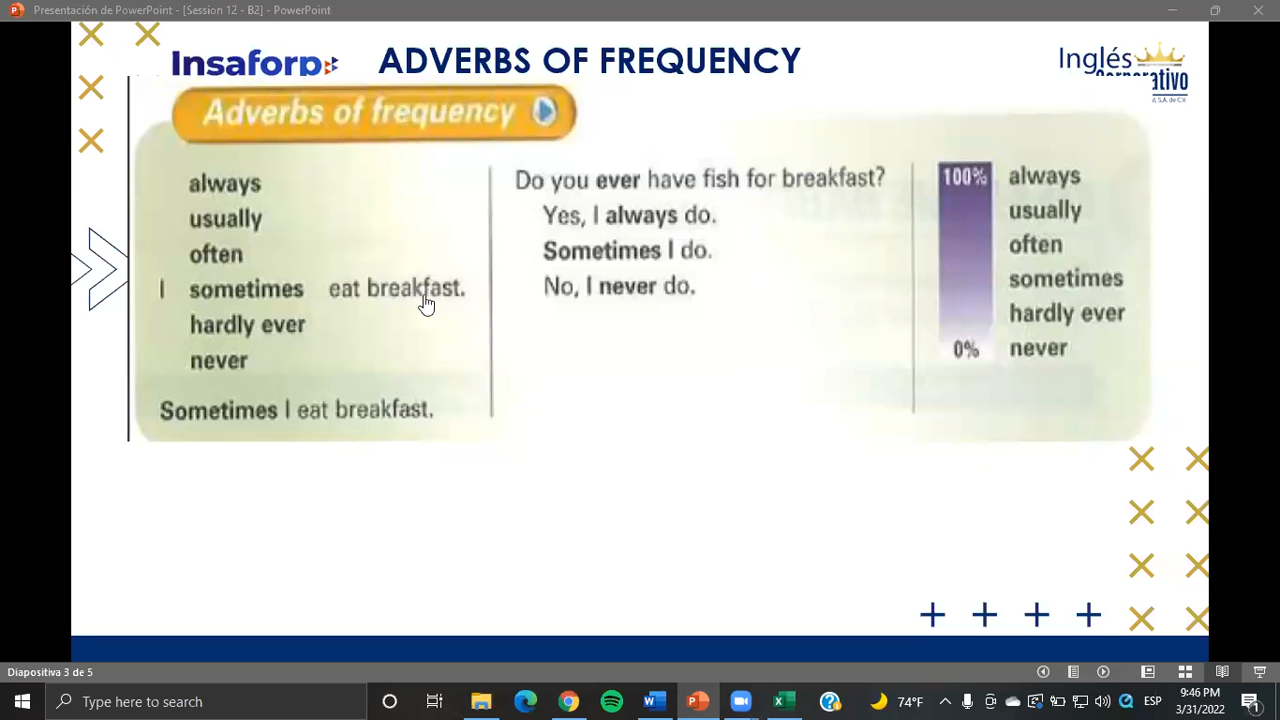 Presentación de PowerPoint - [Session 12 - B2] - PowerPoint
Insaforp
ADVERBS OF FREQUENCY
Inglés
Corporativo
S.A. de C.V.
Adverbs of frequency
always
usually
often
I sometimes eat breakfast.
hardly ever
never
Sometimes I eat breakfast.
Do you ever have fish for breakfast?
Yes, I always do.
Sometimes I do.
No, I never do.
100% always
usually
often
sometimes
hardly ever
0% never
Diapositiva 3 de 5
Type here to search
74°F
ESP
9:46 PM
3/31/2022
1